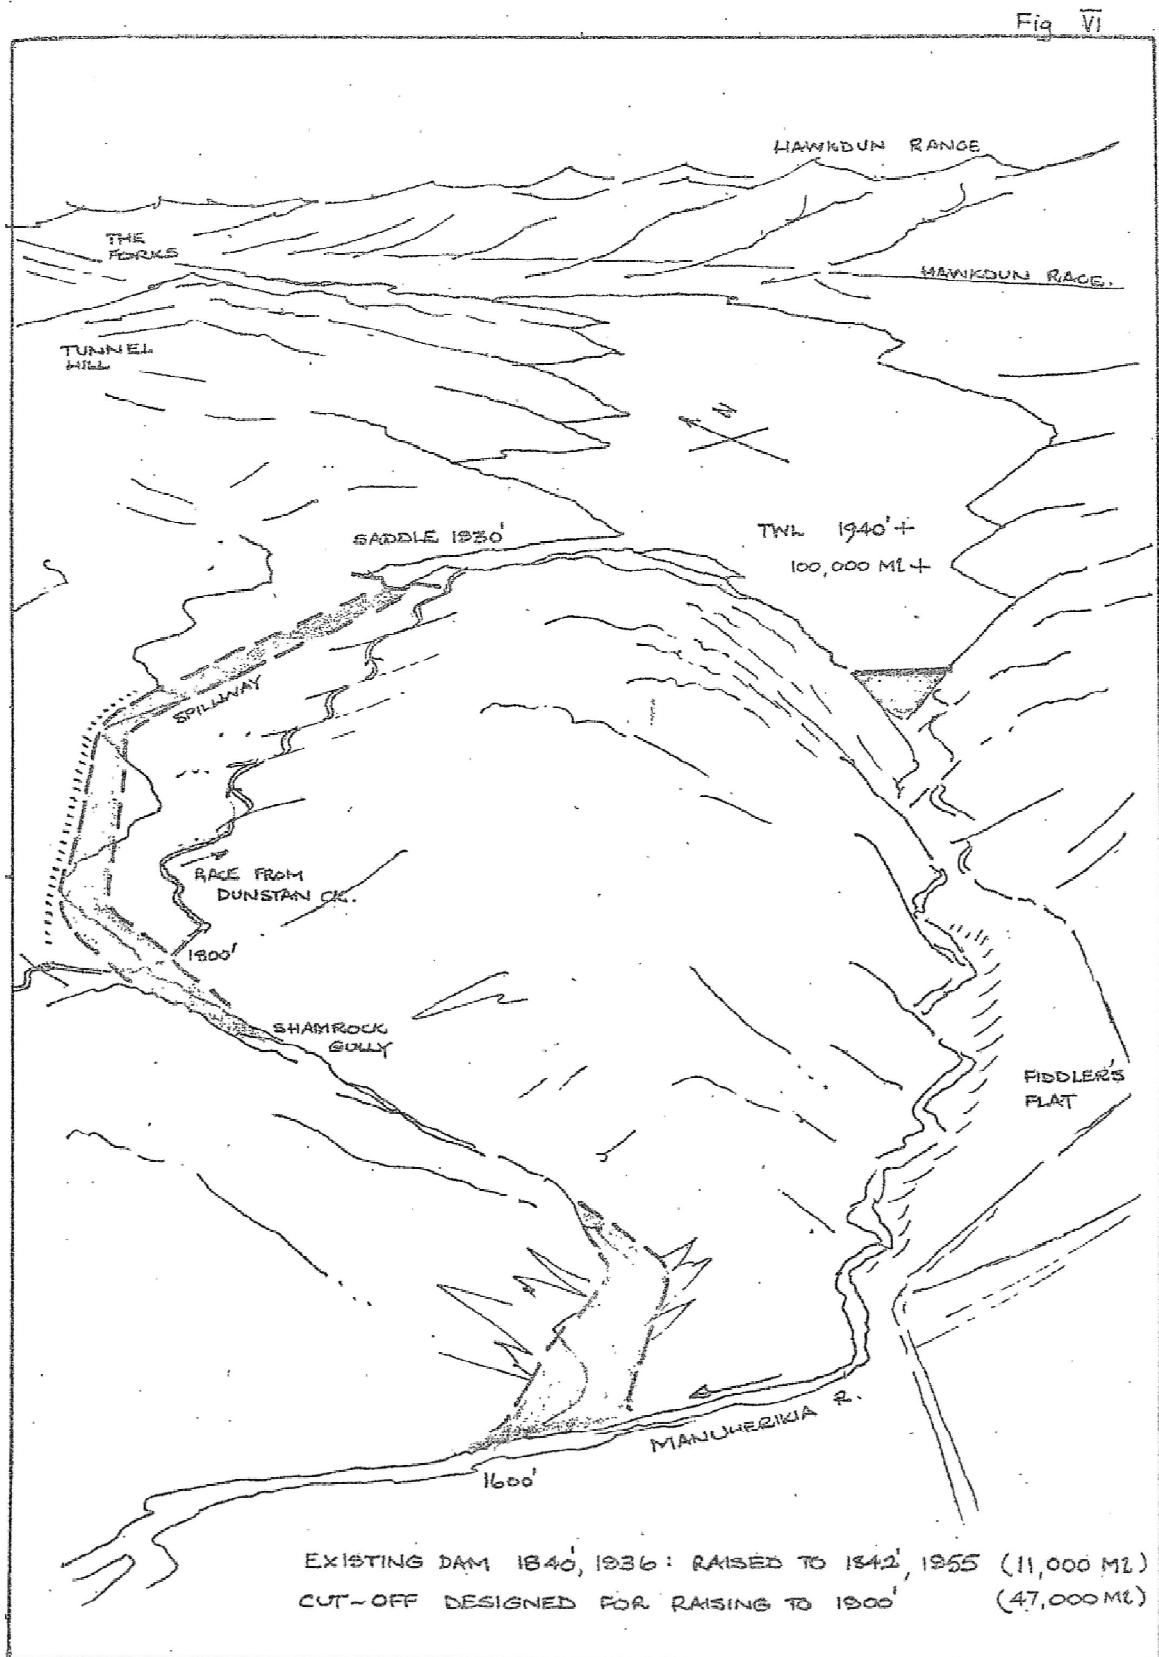 Fig VI
HAWKDUN RANGE
THE
FORKS
HAWKDUN RACE.
TUNNEL
HILL
N
SADDLE 1930'
TWL 1940'+
100,000 Ml+
SPILLWAY
RACE FROM
DUNSTAN CK.
1900'
SHAMROCK
GULLY
FIDDLER'S
FLAT
MANUHERIKIA R.
1600'
EXISTING DAM 1840', 1936: RAISED TO 1842', 1955 (11,000 Ml)
CUT-OFF DESIGNED FOR RAISING TO 1900' (47,000 Ml)